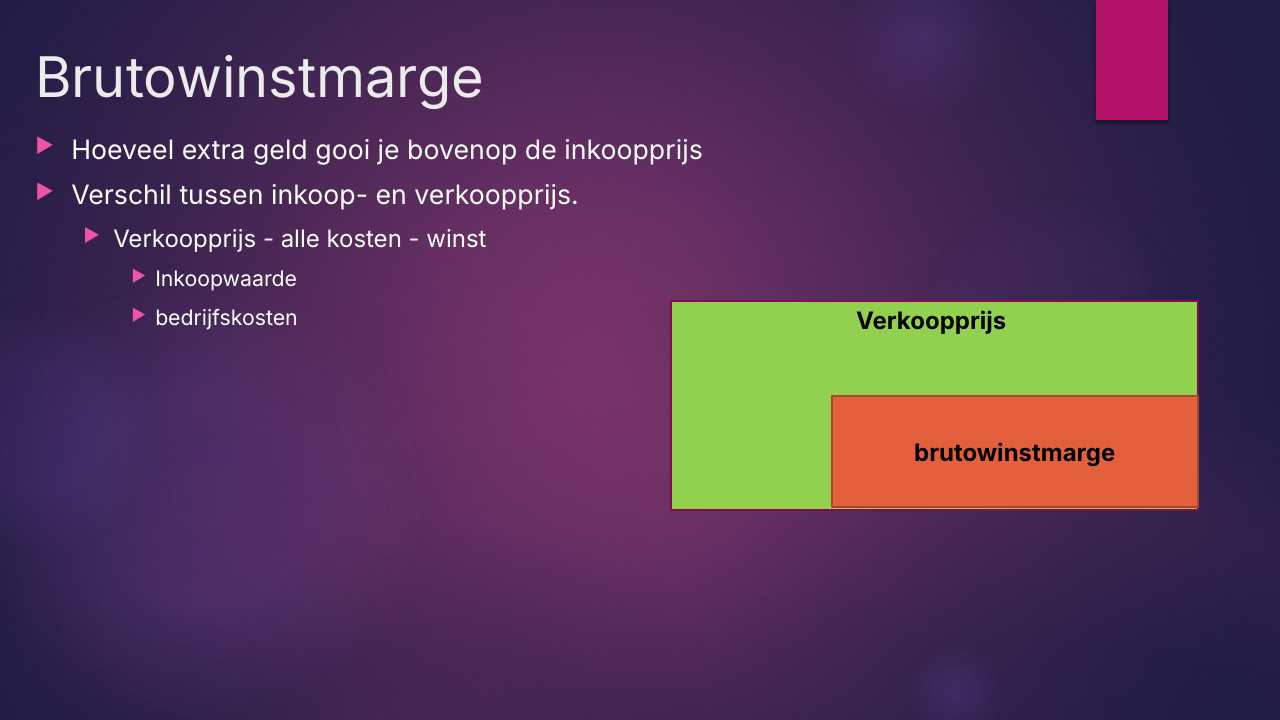 Brutowinstmarge
Hoeveel extra geld gooi je bovenop de inkoopprijs
Verschil tussen inkoop- en verkoopprijs.
Verkoopprijs - alle kosten - winst
Inkoopwaarde
bedrijfskosten
Verkoopprijs
brutowinstmarge